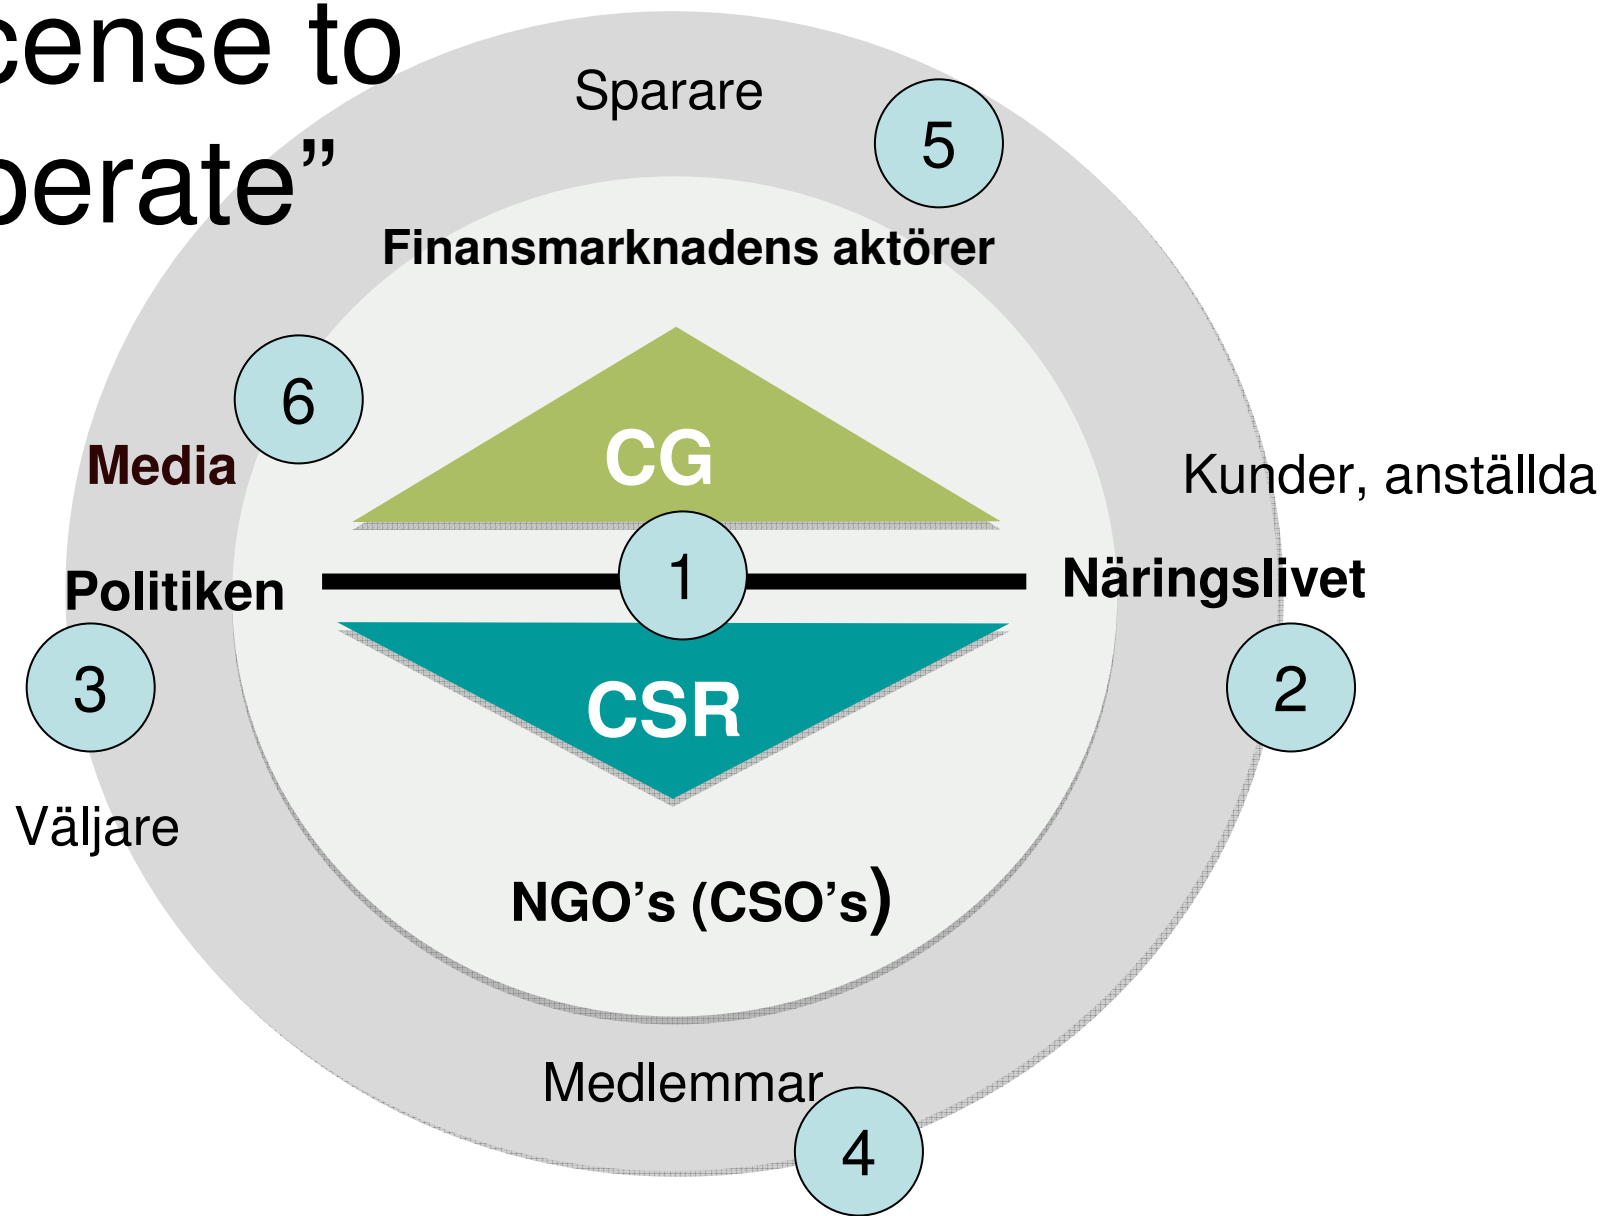 cense to
perate”
Sparare
5
Finansmarknadens aktörer
6
Media
CG
Kunder, anställda
1
Politiken
Näringslivet
3
CSR
2
Väljare
NGO’s (CSO’s)
Medlemmar
4